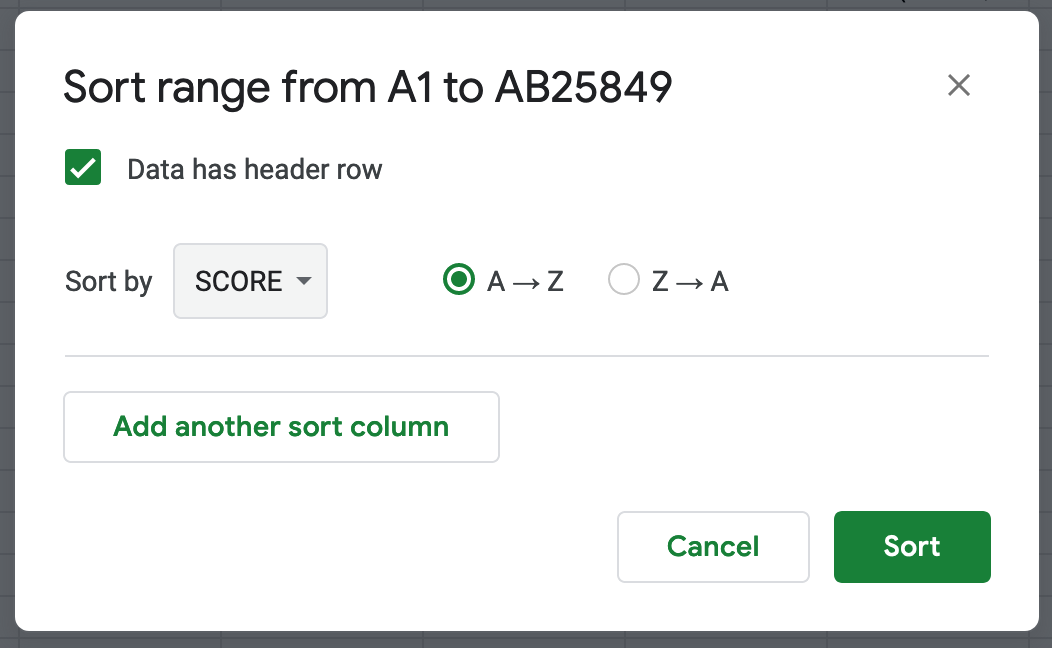 Sort range from A1 to AB25849
Data has header row
Sort by SCORE A → Z Z → A
Add another sort column
Cancel Sort